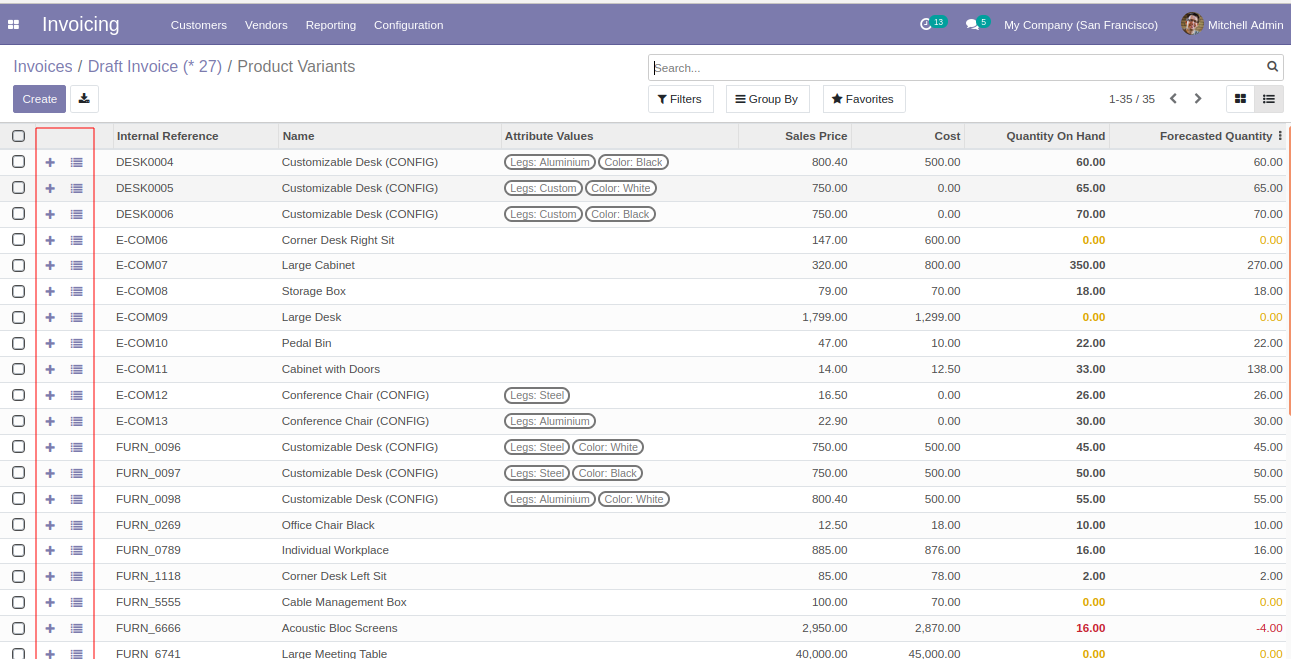 Invoicing Customers Vendors Reporting Configuration 13 5 My Company (San Francisco) Mitchell Admin
Invoices / Draft Invoice (* 27) / Product Variants Search...
Create Filters Group By Favorites 1-35 / 35
Internal Reference Name Attribute Values Sales Price Cost Quantity On Hand Forecasted Quantity
DESK0004 Customizable Desk (CONFIG) Legs: Aluminium Color: Black 800.40 500.00 60.00 60.00
DESK0005 Customizable Desk (CONFIG) Legs: Custom Color: White 750.00 0.00 65.00 65.00
DESK0006 Customizable Desk (CONFIG) Legs: Custom Color: Black 750.00 0.00 70.00 70.00
E-COM06 Corner Desk Right Sit 147.00 600.00 0.00 0.00
E-COM07 Large Cabinet 320.00 800.00 350.00 270.00
E-COM08 Storage Box 79.00 70.00 18.00 18.00
E-COM09 Large Desk 1,799.00 1,299.00 0.00 0.00
E-COM10 Pedal Bin 47.00 10.00 22.00 22.00
E-COM11 Cabinet with Doors 14.00 12.50 33.00 138.00
E-COM12 Conference Chair (CONFIG) Legs: Steel 16.50 0.00 26.00 26.00
E-COM13 Conference Chair (CONFIG) Legs: Aluminium 22.90 0.00 30.00 30.00
FURN_0096 Customizable Desk (CONFIG) Legs: Steel Color: White 750.00 500.00 45.00 45.00
FURN_0097 Customizable Desk (CONFIG) Legs: Steel Color: Black 750.00 500.00 50.00 50.00
FURN_0098 Customizable Desk (CONFIG) Legs: Aluminium Color: White 800.40 500.00 55.00 55.00
FURN_0269 Office Chair Black 12.50 18.00 10.00 10.00
FURN_0789 Individual Workplace 885.00 876.00 16.00 16.00
FURN_1118 Corner Desk Left Sit 85.00 78.00 2.00 2.00
FURN_5555 Cable Management Box 100.00 70.00 0.00 0.00
FURN_6666 Acoustic Bloc Screens 2,950.00 2,870.00 16.00 -4.00
FURN_6741 Large Meeting Table 40,000.00 45,000.00 0.00 0.00